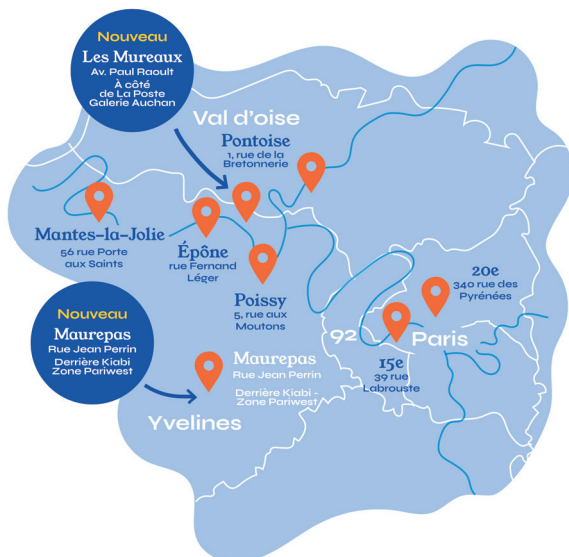 Nouveau
Les Mureaux
Av. Paul Raoult
À côté
de La Poste
Galerie Auchan
Val d'oise
Pontoise
1, rue de la
Bretonnerie
Mantes-la-Jolie
56 rue Porte
aux Saints
Épône
rue Fernand
Léger
Poissy
5, rue aux
Moutons
20e
340 rue des
Pyrénées
92
Paris
15e
39 rue
Labrouste
Nouveau
Maurepas
Rue Jean Perrin
Derrière Kiabi
Zone Pariwest
Maurepas
Rue Jean Perrin
Derrière Kiabi -
Zone Pariwest
Yvelines